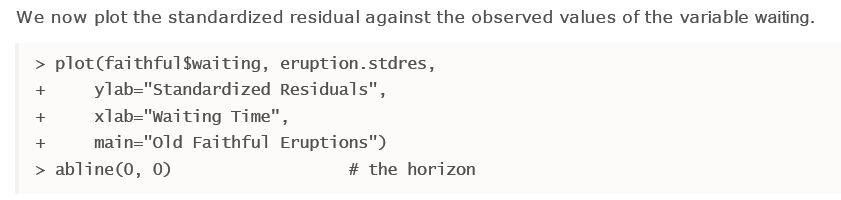 We now plot the standardized residual against the observed values of the variable waiting.
> plot(faithful$waiting, eruption.stdres,
+     ylab="Standardized Residuals",
+     xlab="Waiting Time",
+     main="Old Faithful Eruptions")
> abline(0, 0)                  # the horizon